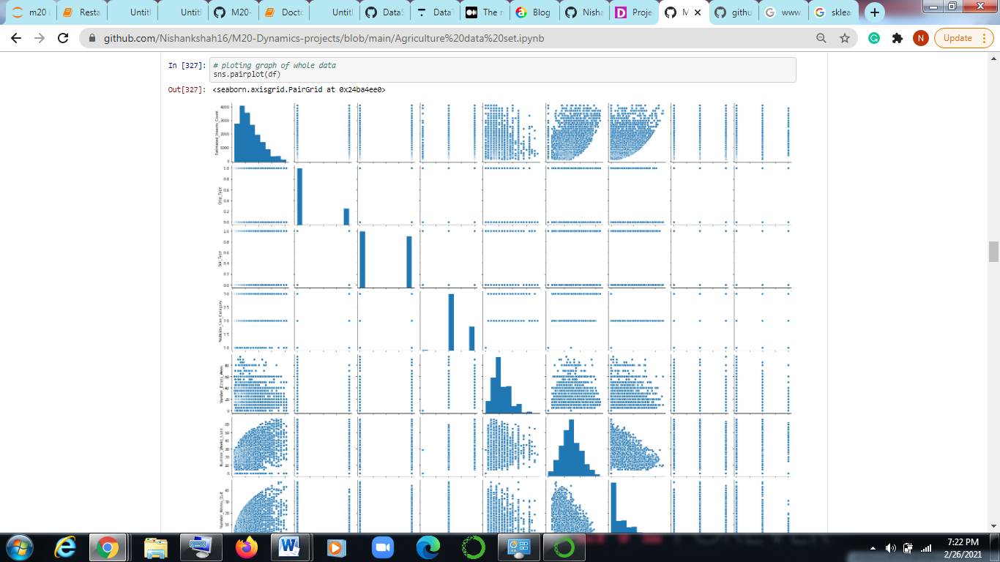 m20 Resta Untitl Untitl M20- Docto Untitl DataS DataT The n Blog Nisha Proje M githu www. sklea
github.com/Nishankshah16/M20-Dynamics-projects/blob/main/Agriculture%20data%20set.ipynb
N
Update
In [327]: # ploting graph of whole data
sns.pairplot(df)
Out[327]: <seaborn.axisgrid.PairGrid at 0x24ba4ee0>
Estimated_Insects_Count
4000
3000
2000
1000
0
Crop_Type
1.0
0.8
0.6
0.4
0.2
0.0
Soil_Type
1.0
0.8
0.6
0.4
0.2
0.0
Pesticide_Use_Category
3.0
2.5
2.0
1.5
1.0
Number_Doses_Week
80
60
40
20
0
Number_Weeks_Used
60
50
40
30
20
10
0
Number_Weeks_Quit
40
30
20
10
7:22 PM
2/26/2021